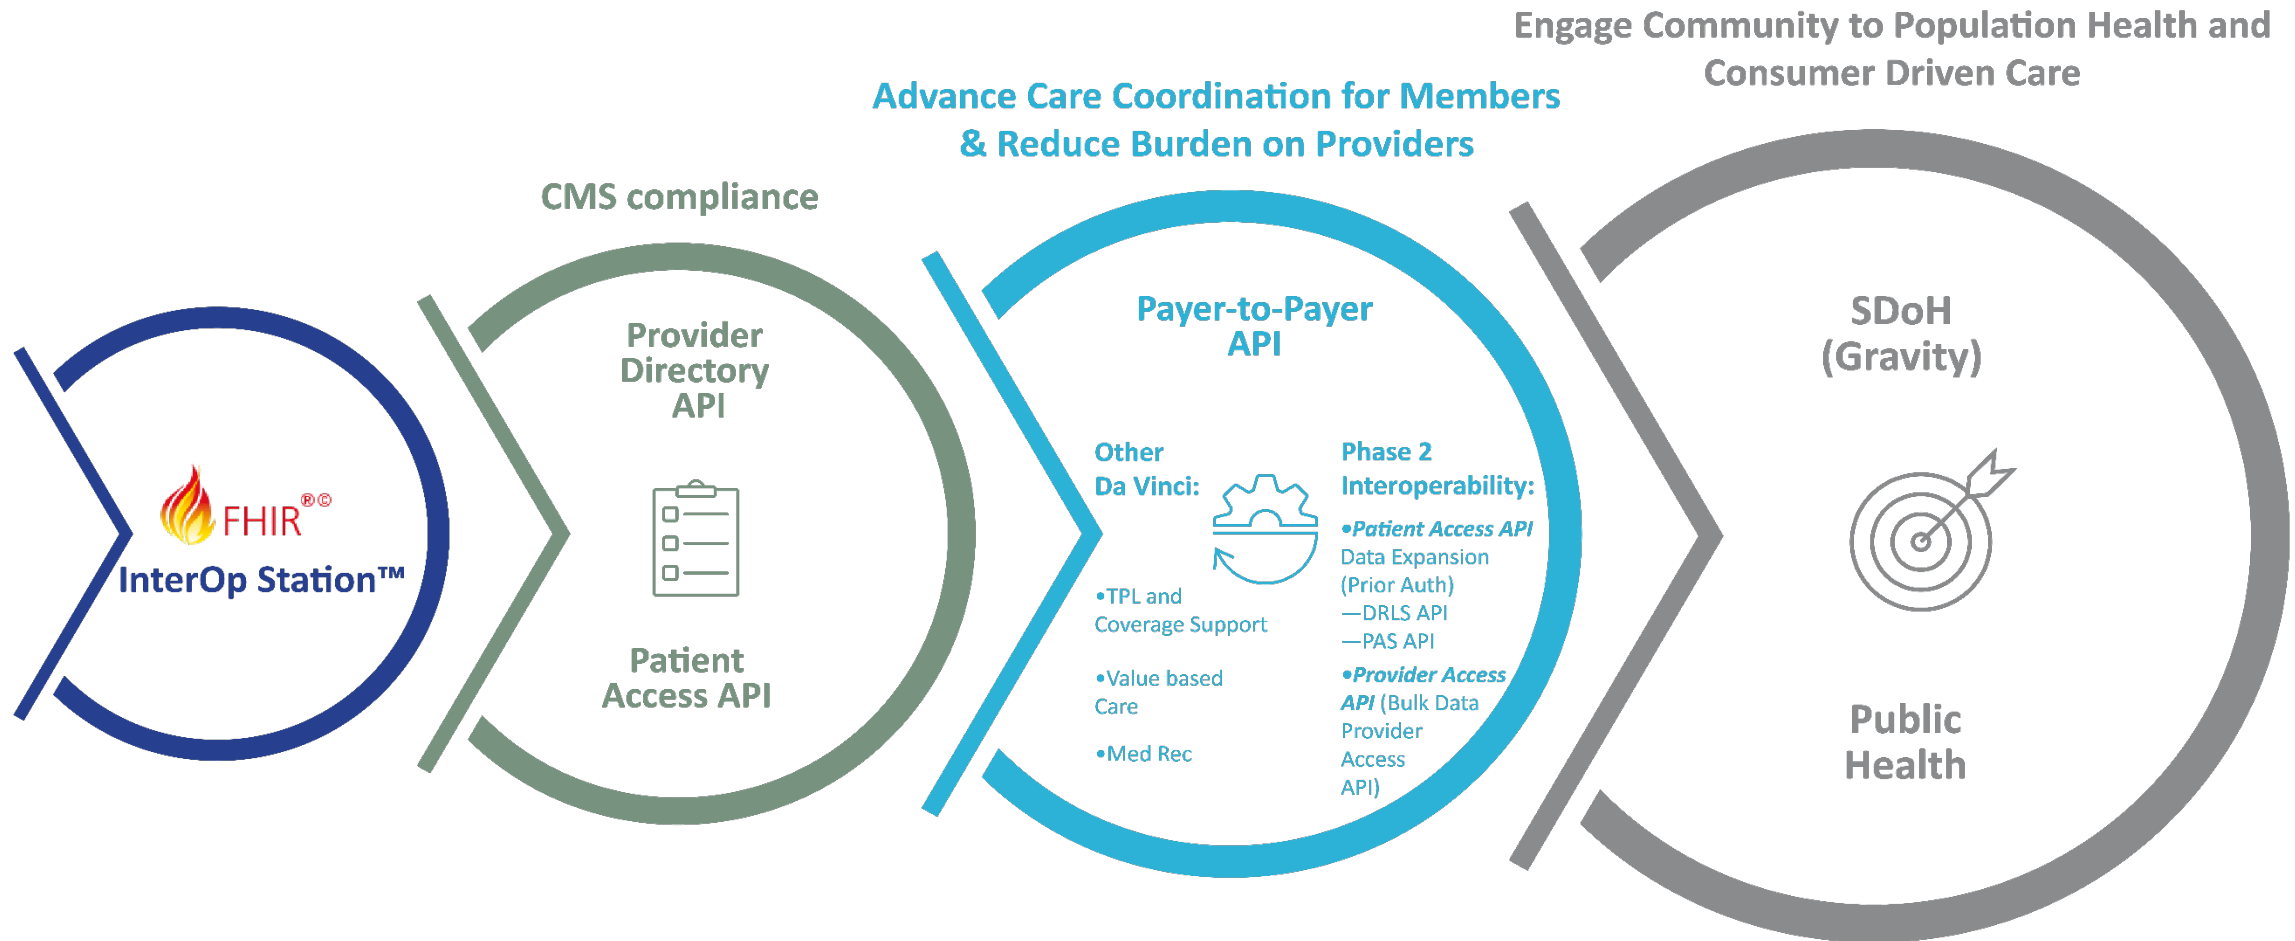 FHIR®©
InterOp Station™
CMS compliance
Provider
Directory
API
Patient
Access API
Advance Care Coordination for Members
& Reduce Burden on Providers
Payer-to-Payer
API
Other
Da Vinci:
•TPL and
Coverage Support
•Value based
Care
•Med Rec
Phase 2
Interoperability:
•Patient Access API
Data Expansion
(Prior Auth)
—DRLS API
—PAS API
•Provider Access
API (Bulk Data
Provider
Access
API)
Engage Community to Population Health and
Consumer Driven Care
SDoH
(Gravity)
Public
Health